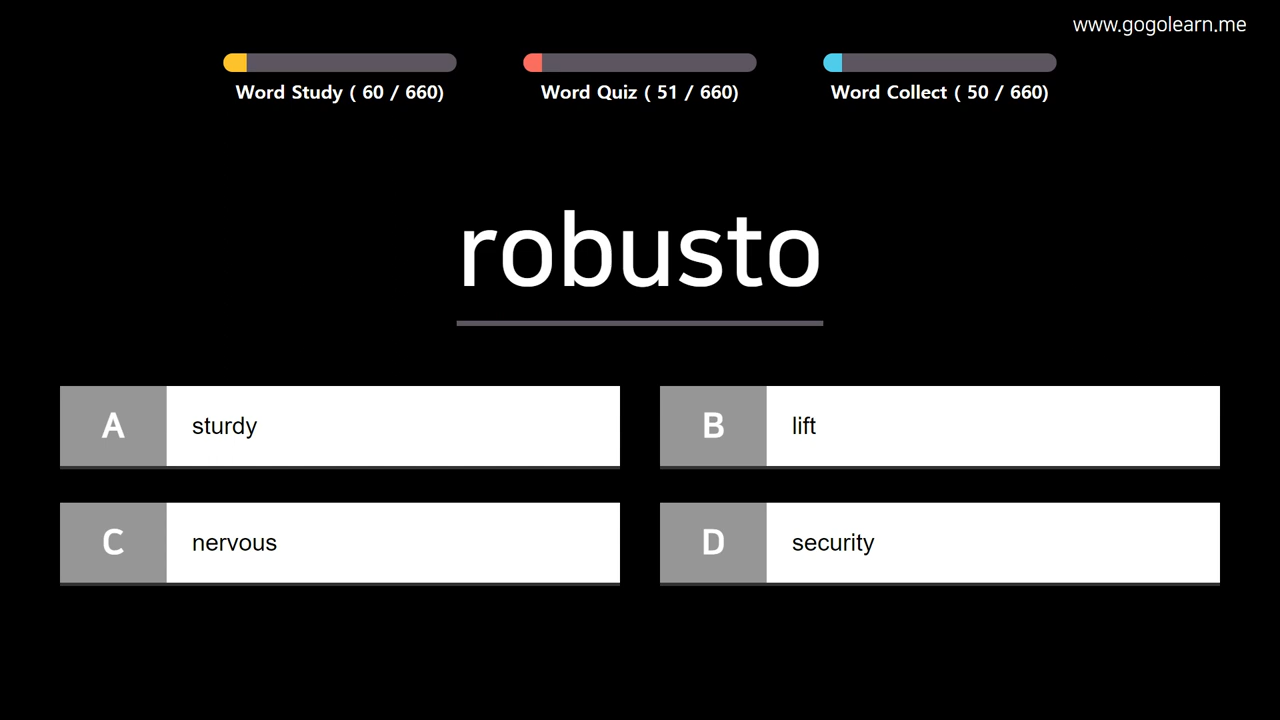 www.gogolearn.me
Word Study ( 60 / 660)
Word Quiz ( 51 / 660)
Word Collect ( 50 / 660)
robusto
A sturdy
B lift
C nervous
D security